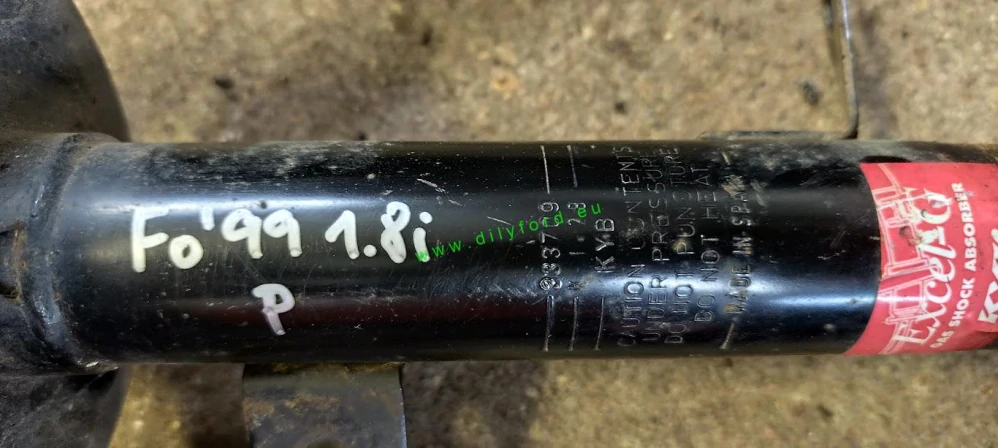 Fo'99 1.8i
P
www.dilyford.eu
KYB
CAUTION CONTENTS
UNDER PRESSURE
DO NOT PUNCTURE
DO NOT HEAT
MADE IN SPAIN
Excel-G
GAS SHOCK ABSORBER